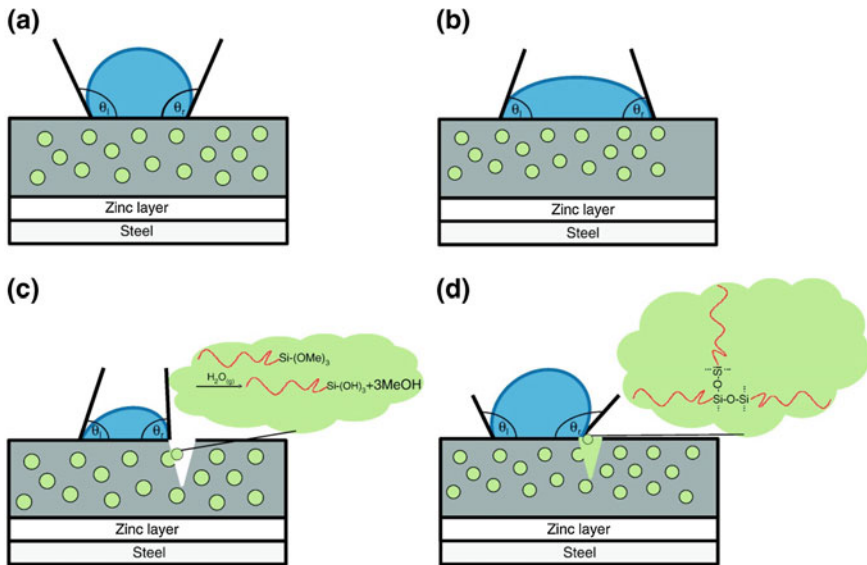 (a)
(b)
θl
θr
θl
θr
Zinc layer
Steel
Zinc layer
Steel
(c)
(d)
Si-(OMe)3
H2O(g)
Si-(OH)3+3MeOH
Si
O
Si-O-Si
θl
θr
θl
θr
Zinc layer
Steel
Zinc layer
Steel